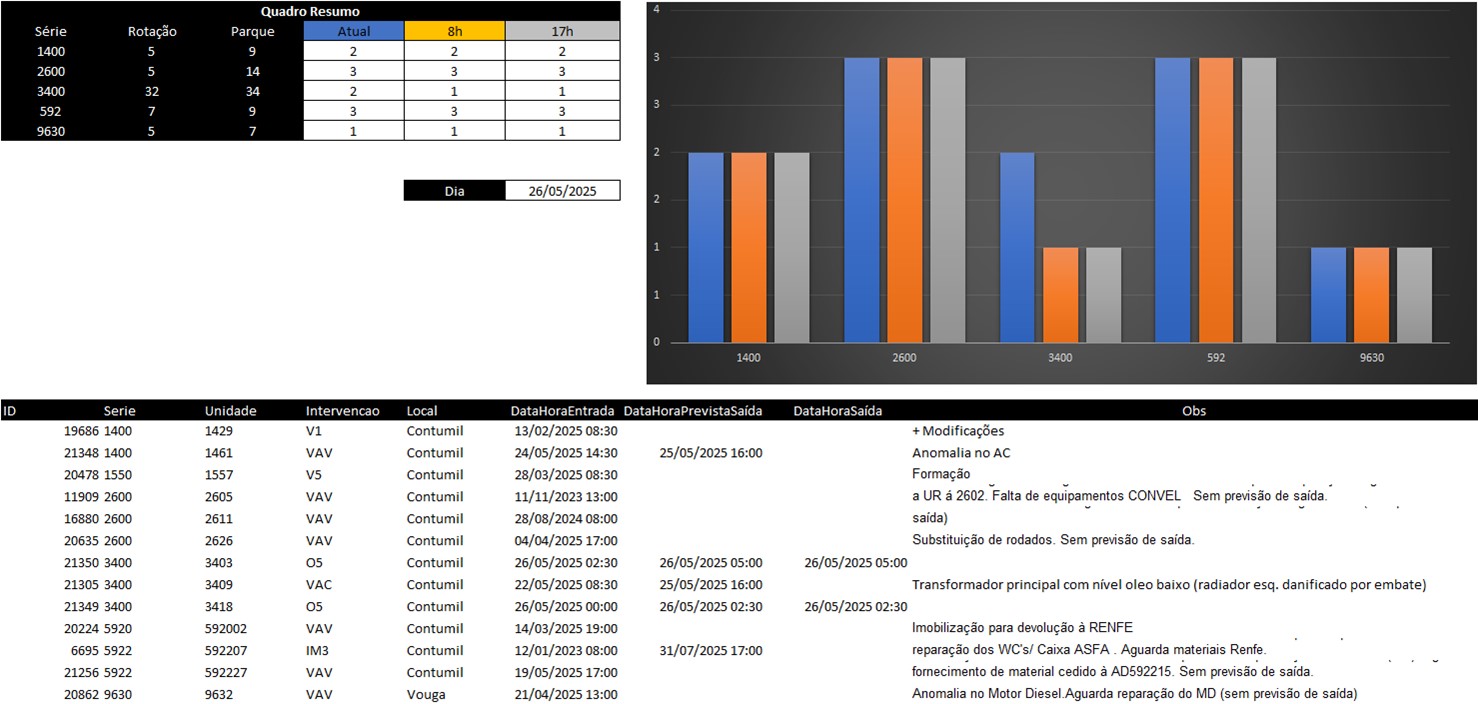 Quadro Resumo
Série Rotação Parque Atual 8h 17h
1400 5 9 2 2 2
2600 5 14 3 3 3
3400 32 34 2 1 1
592 7 9 3 3 3
9630 5 7 1 1 1
Dia 26/05/2025
4
3
3
2
2
1
1
0
1400 2600 3400 592 9630
ID Serie Unidade Intervencao Local DataHoraEntrada DataHoraPrevistaSaída DataHoraSaída Obs
19686 1400 1429 V1 Contumil 13/02/2025 08:30 + Modificações
21348 1400 1461 VAV Contumil 24/05/2025 14:30 25/05/2025 16:00 Anomalia no AC
20478 1550 1557 V5 Contumil 28/03/2025 08:30 Formação
11909 2600 2605 VAV Contumil 11/11/2023 13:00 a UR á 2602. Falta de equipamentos CONVEL Sem previsão de saída.
16880 2600 2611 VAV Contumil 28/08/2024 08:00 saída)
20635 2600 2626 VAV Contumil 04/04/2025 17:00 Substituição de rodados. Sem previsão de saída.
21350 3400 3403 O5 Contumil 26/05/2025 02:30 26/05/2025 05:00 26/05/2025 05:00
21305 3400 3409 VAC Contumil 22/05/2025 08:30 25/05/2025 16:00 Transformador principal com nível oleo baixo (radiador esq. danificado por embate)
21349 3400 3418 O5 Contumil 26/05/2025 00:00 26/05/2025 02:30 26/05/2025 02:30
20224 5920 592002 VAV Contumil 14/03/2025 19:00 Imobilização para devolução à RENFE
6695 5922 592207 IM3 Contumil 12/01/2023 08:00 31/07/2025 17:00 reparação dos WC's/ Caixa ASFA . Aguarda materiais Renfe.
21256 5922 592227 VAV Contumil 19/05/2025 17:00 fornecimento de material cedido à AD592215. Sem previsão de saída.
20862 9630 9632 VAV Vouga 21/04/2025 13:00 Anomalia no Motor Diesel.Aguarda reparação do MD (sem previsão de saída)